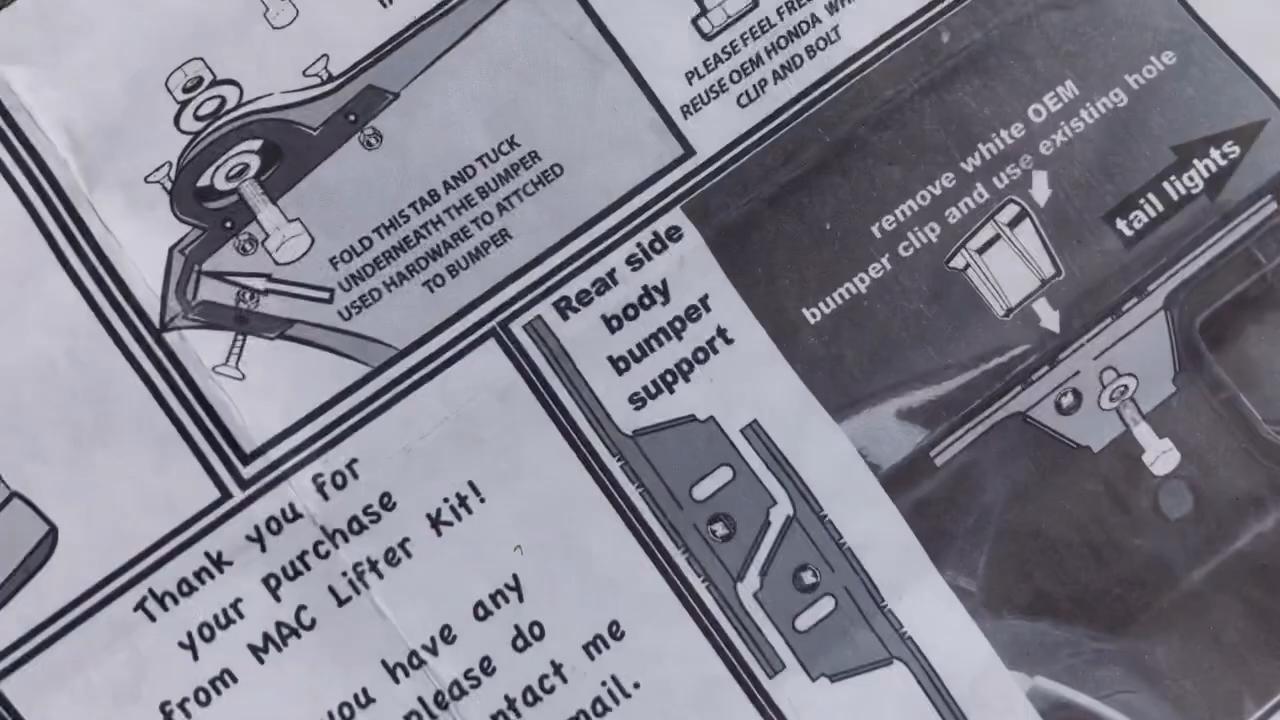 PLEASE FEEL FREE
REUSE OEM HONDA
CLIP AND BOLT
remove white OEM
bumper clip and use existing hole
tail lights
FOLD THIS TAB AND TUCK
UNDERNEATH THE BUMPER
USED HARDWARE TO ATTCHED
TO BUMPER
Rear side
body
bumper
support
Thank you for
your purchase
from MAC Lifter Kit!
you have any
please do
me